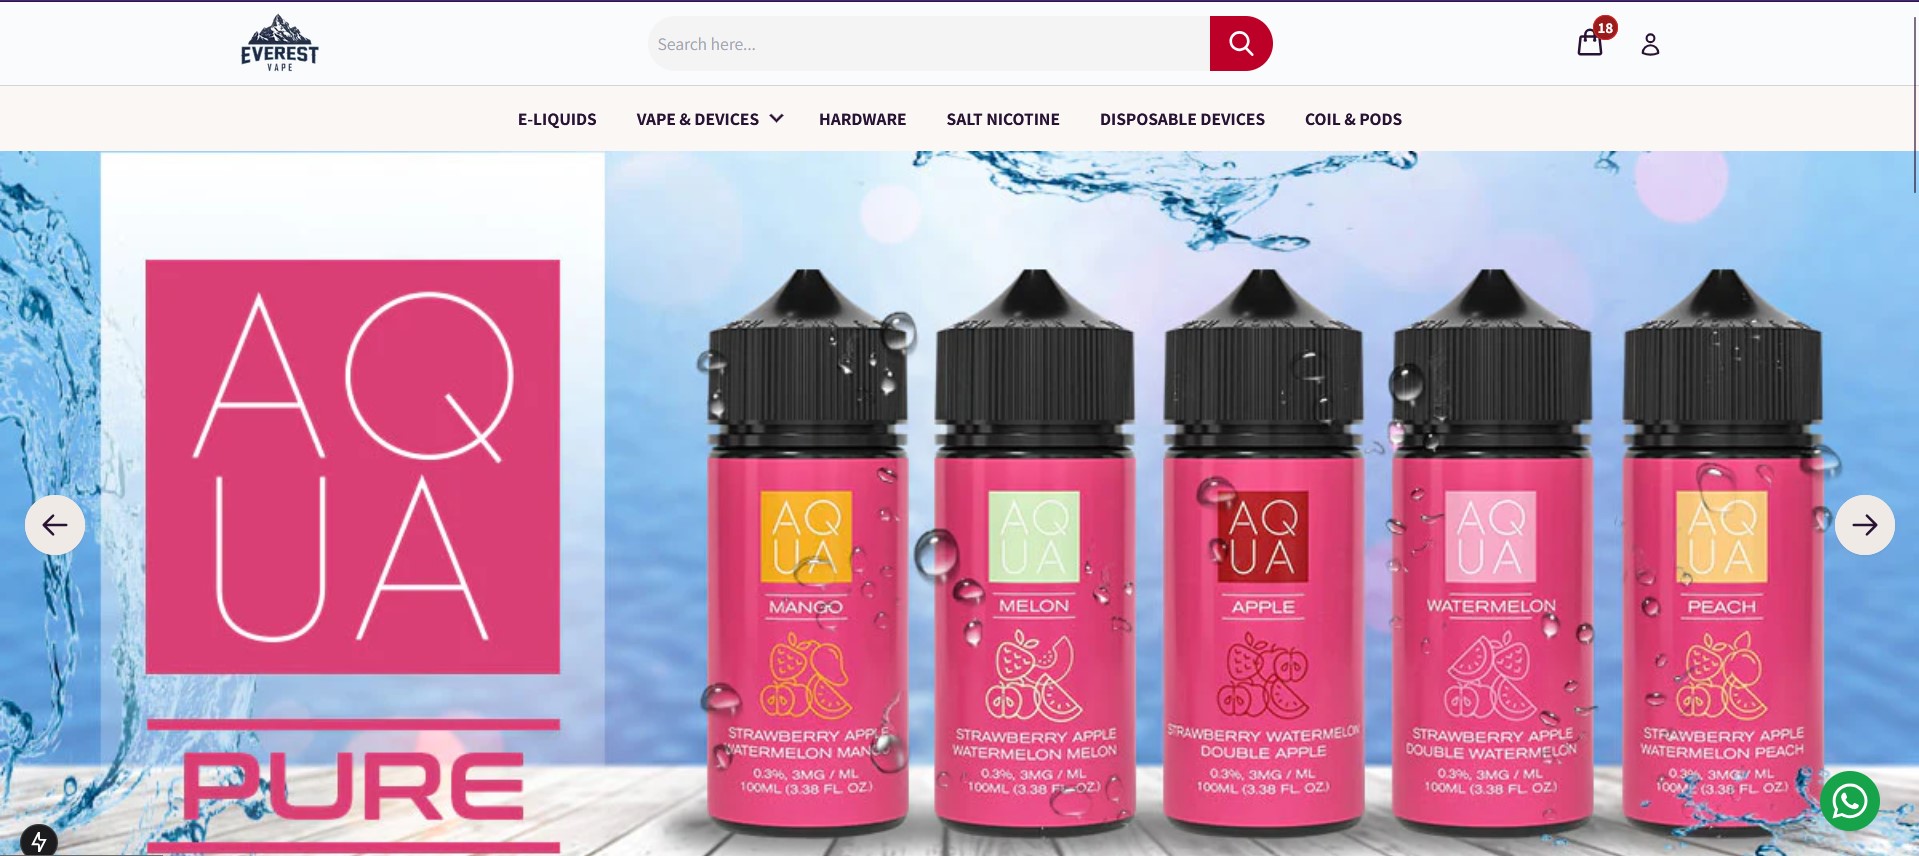 EVEREST
VAPE
Search here...
18
E-LIQUIDS VAPE & DEVICES HARDWARE SALT NICOTINE DISPOSABLE DEVICES COIL & PODS
AQ
UA
PURE
AQ
UA
MANGO
STRAWBERRY APPLE
WATERMELON MANGO
0.3%, 3MG / ML
100ML (3.38 FL. OZ.)
AQ
UA
MELON
STRAWBERRY APPLE
WATERMELON MELON
0.3%, 3MG / ML
100ML (3.38 FL. OZ.)
AQ
UA
APPLE
STRAWBERRY WATERMELON
DOUBLE APPLE
0.3%, 3MG / ML
100ML (3.38 FL. OZ.)
AQ
UA
WATERMELON
STRAWBERRY APPLE
DOUBLE WATERMELON
0.3%, 3MG / ML
100ML (3.38 FL. OZ.)
AQ
UA
PEACH
STRAWBERRY APPLE
WATERMELON PEACH
0.3%, 3MG / ML
100ML (3.38 FL. OZ.)